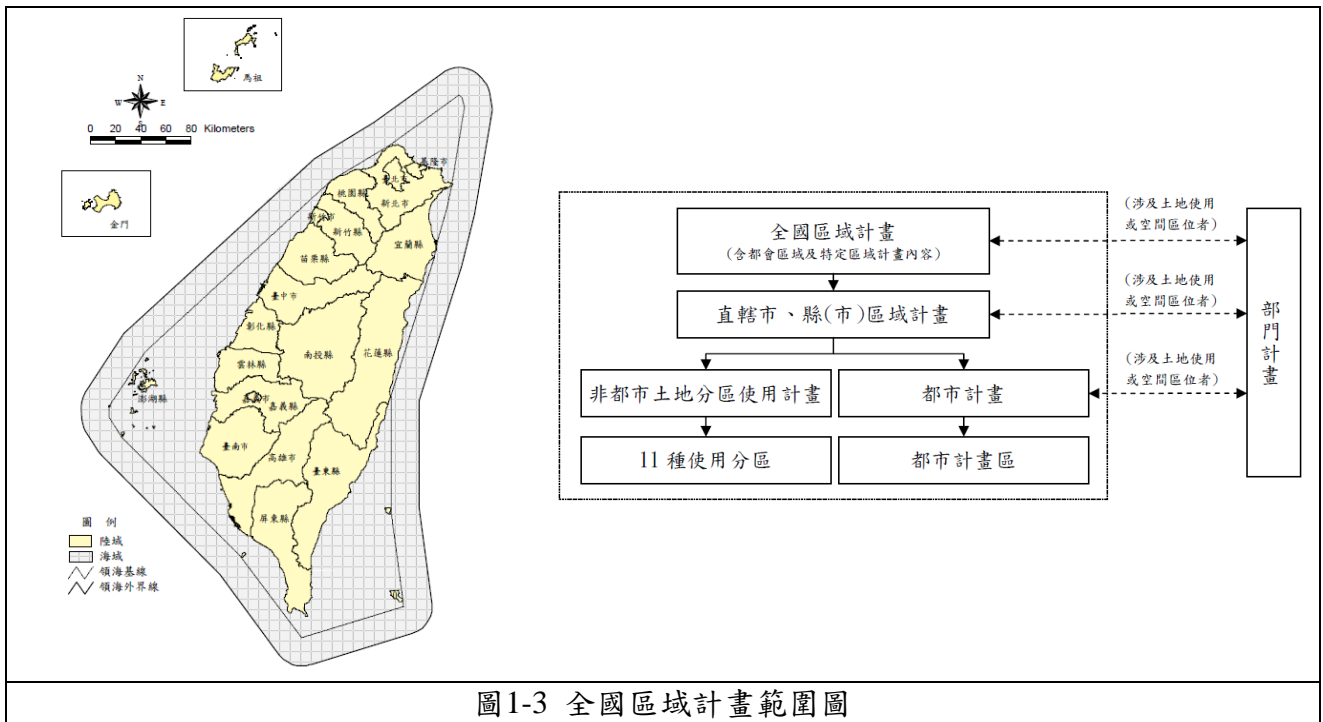 馬祖
N
W E
S
0 20 40 60 80 Kilometers
金門
基隆市
臺北市
桃園縣
新北市
新竹市
新竹縣
宜蘭縣
苗栗縣
臺中市
彰化縣
南投縣
花蓮縣
雲林縣
澎湖縣
嘉義市
嘉義縣
臺南市
高雄市
臺東縣
屏東縣
圖 例
陸域
海域
領海基線
領海外界線
全國區域計畫
(含都會區域及特定區域計畫內容)
直轄市、縣(市)區域計畫
非都市土地分區使用計畫
都市計畫
11 種使用分區
都市計畫區
(涉及土地使用
或空間區位者)
(涉及土地使用
或空間區位者)
(涉及土地使用
或空間區位者)
部門計畫
圖1-3 全國區域計畫範圍圖